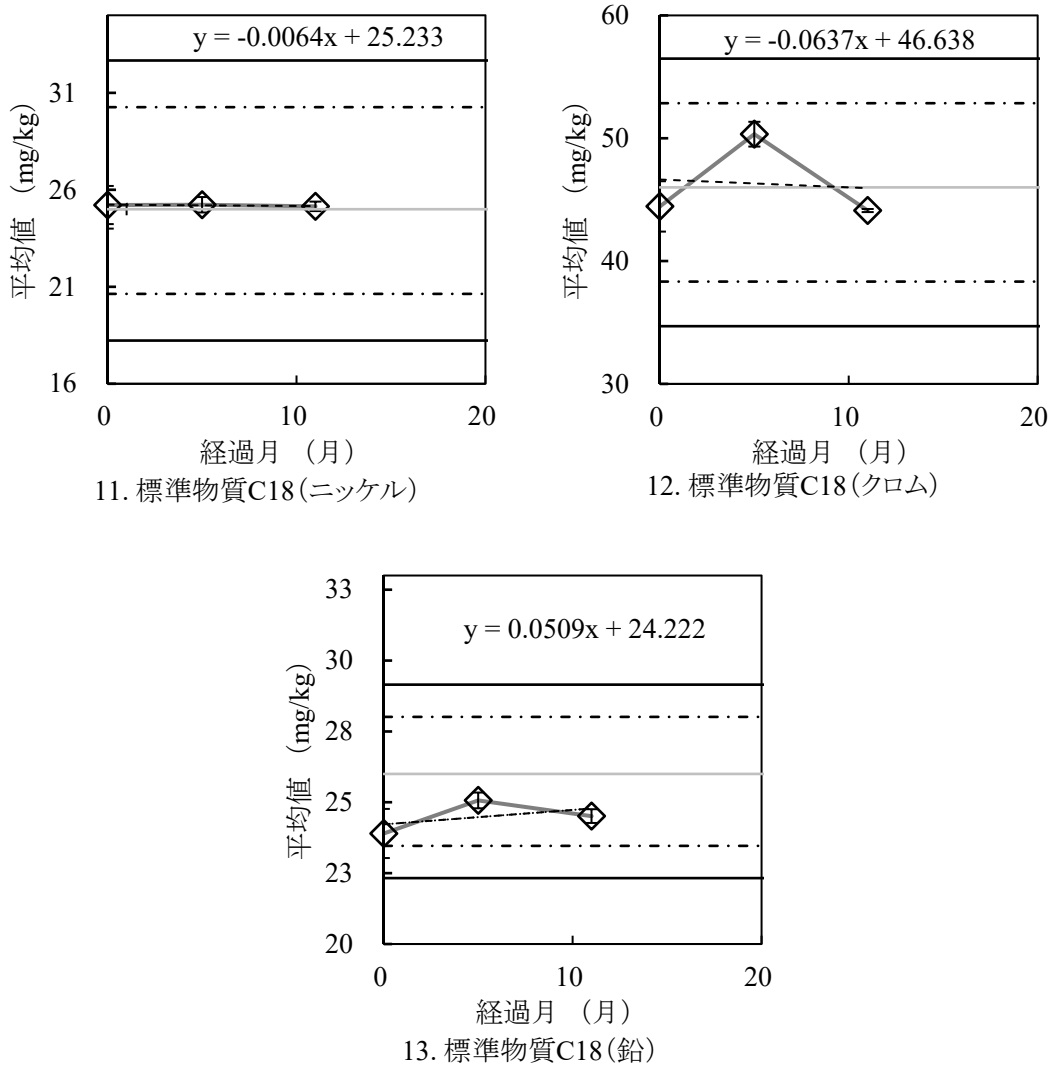 y = -0.0064x + 25.233
31
26
21
16
平均値 (mg/kg)
0
10
20
経過月 (月)
11. 標準物質C18(ニッケル)
y = -0.0637x + 46.638
60
50
40
30
平均値 (mg/kg)
0
10
20
経過月 (月)
12. 標準物質C18(クロム)
y = 0.0509x + 24.222
33
30
28
25
23
20
平均値 (mg/kg)
0
10
20
経過月 (月)
13. 標準物質C18(鉛)